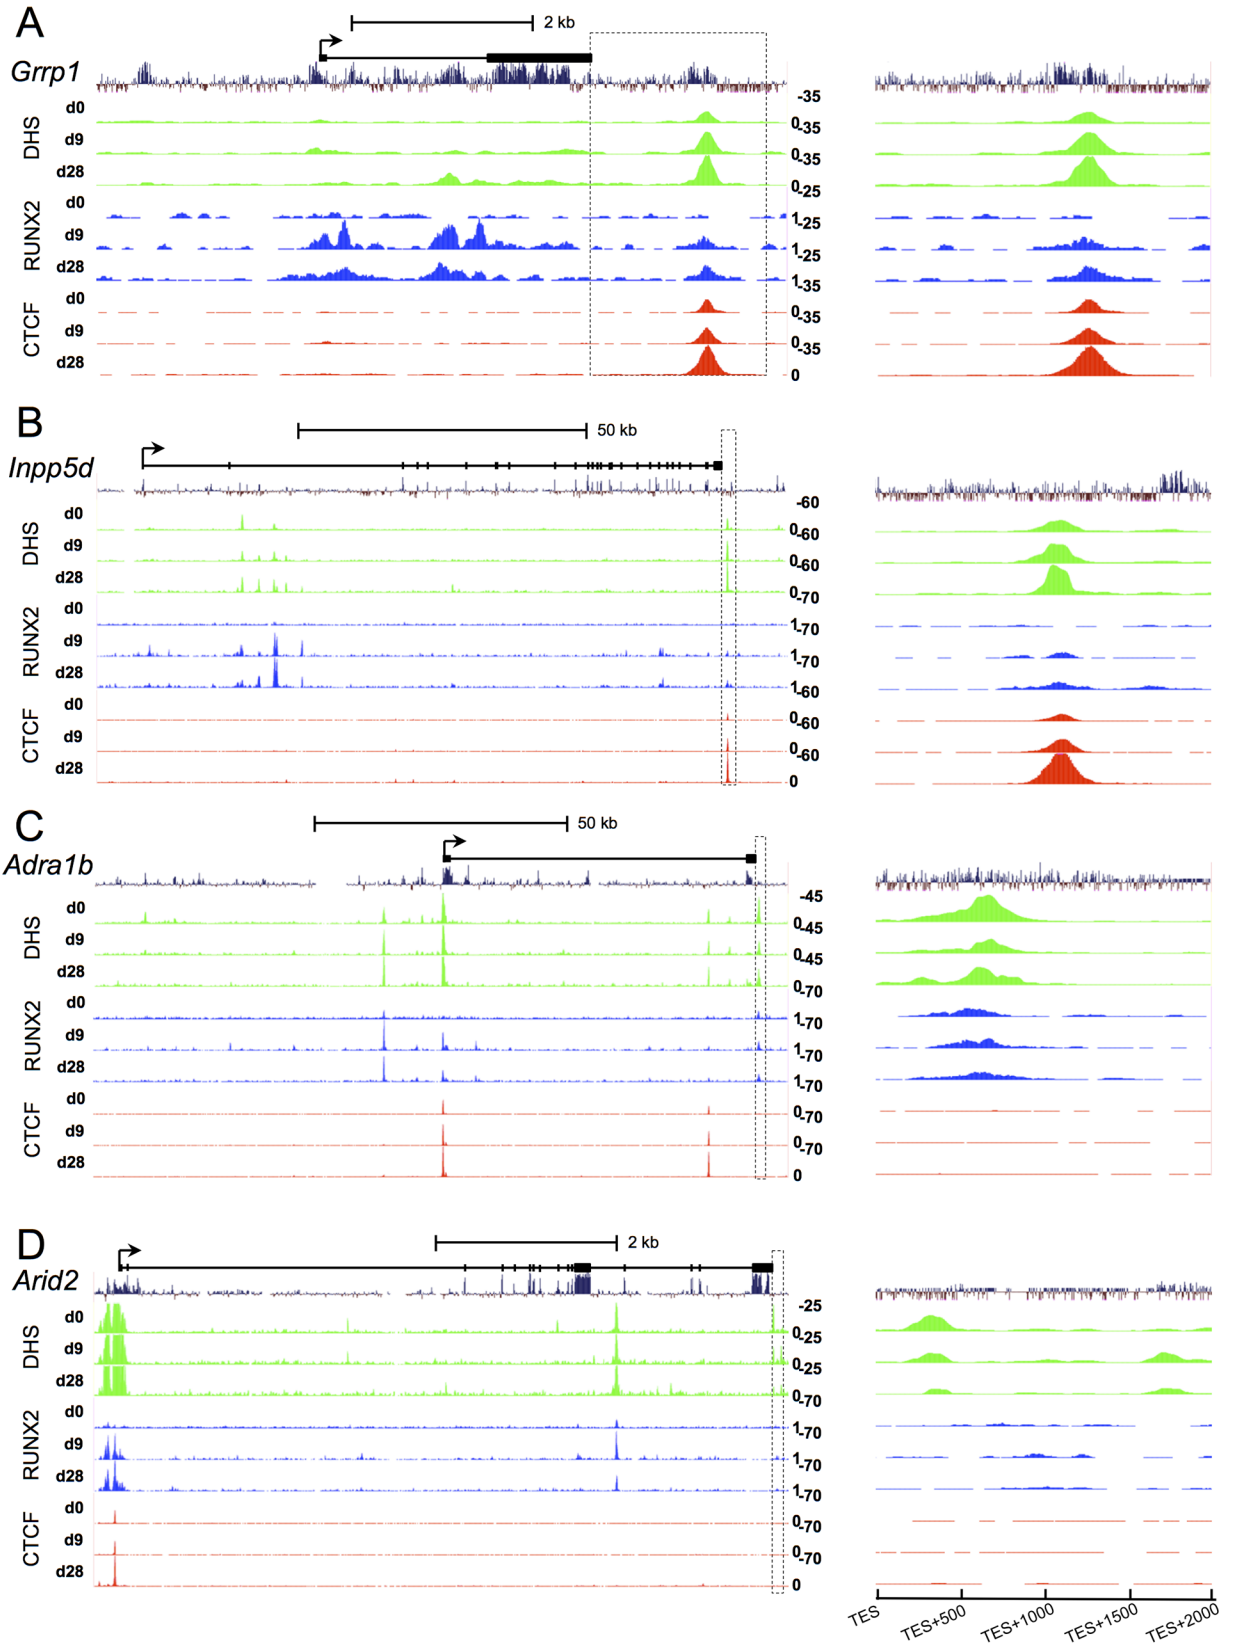 A
2 kb
Grrp1
-35
d0
0
-35
DHS
d9
0
-35
d28
0
-25
d0
1
-25
RUNX2
d9
1
-25
d28
1
-35
d0
0
-35
CTCF
d9
0
-35
d28
0
B
50 kb
Inpp5d
-60
d0
0
-60
DHS
d9
0
-60
d28
0
-70
d0
1
-70
RUNX2
d9
1
-70
d28
1
-60
d0
0
-60
CTCF
d9
0
-60
d28
0
C
50 kb
Adra1b
-45
d0
0
-45
DHS
d9
0
-45
d28
0
-70
d0
1
-70
RUNX2
d9
1
-70
d28
1
-70
d0
0
-70
CTCF
d9
0
-70
d28
0
D
2 kb
Arid2
-25
d0
0
-25
DHS
d9
0
-25
d28
0
-70
d0
1
-70
RUNX2
d9
1
-70
d28
1
-70
d0
0
-70
CTCF
d9
0
-70
d28
0
TES
TES+500
TES+1000
TES+1500
TES+2000